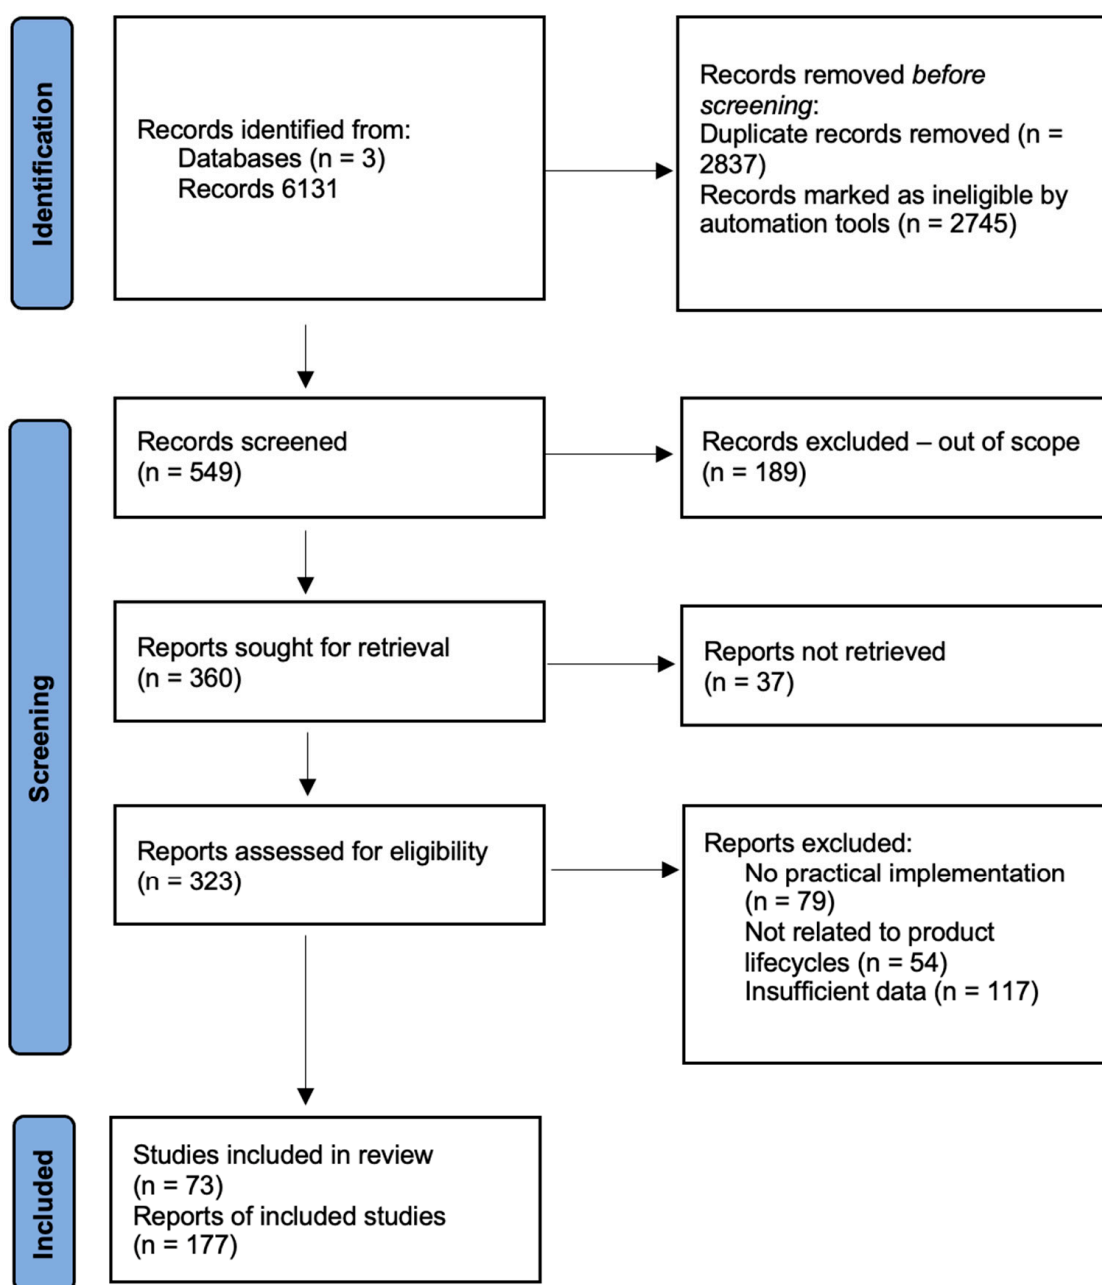 Identification
Records identified from:
Databases (n = 3)
Records 6131
Records removed before
screening:
Duplicate records removed (n =
2837)
Records marked as ineligible by
automation tools (n = 2745)
Screening
Records screened
(n = 549)
Records excluded – out of scope
(n = 189)
Reports sought for retrieval
(n = 360)
Reports not retrieved
(n = 37)
Reports assessed for eligibility
(n = 323)
Reports excluded:
No practical implementation
(n = 79)
Not related to product
lifecycles (n = 54)
Insufficient data (n = 117)
Included
Studies included in review
(n = 73)
Reports of included studies
(n = 177)